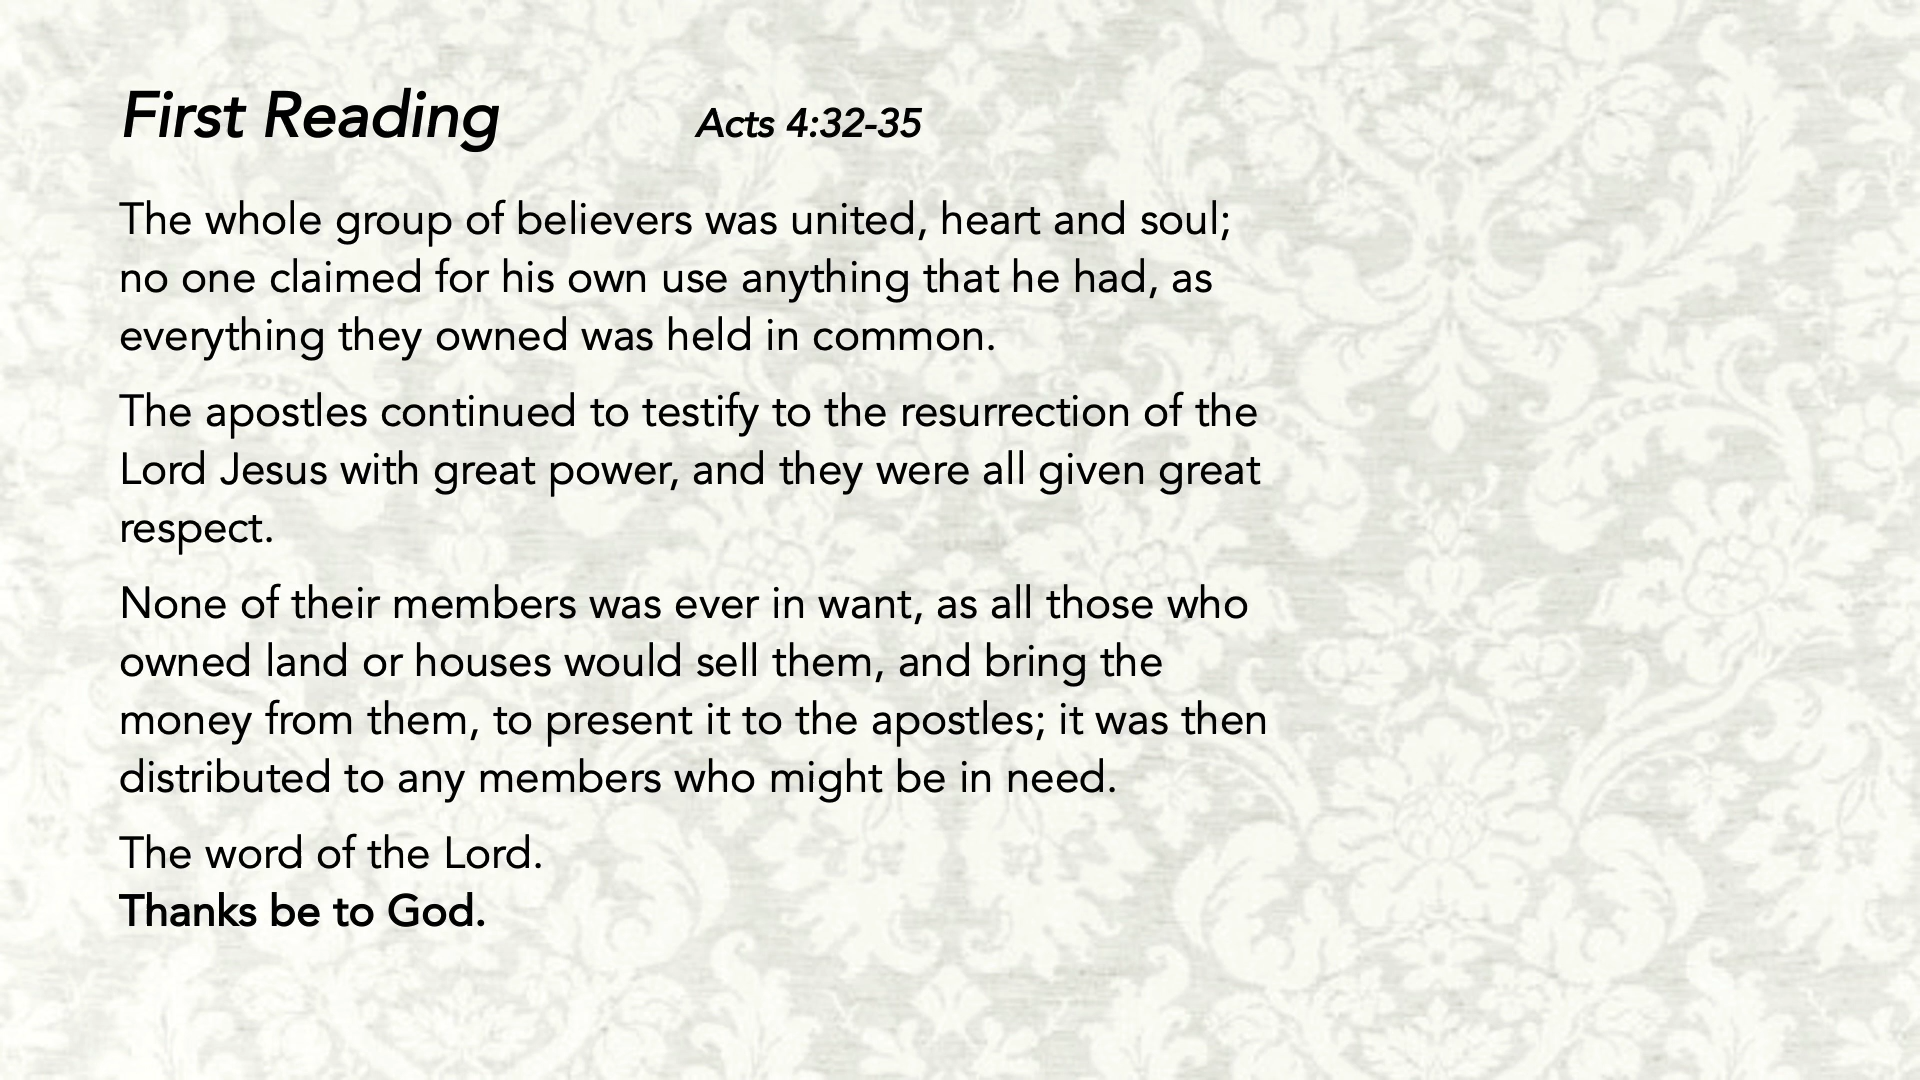 First Reading Acts 4:32-35
The whole group of believers was united, heart and soul;
no one claimed for his own use anything that he had, as
everything they owned was held in common.
The apostles continued to testify to the resurrection of the
Lord Jesus with great power, and they were all given great
respect.
None of their members was ever in want, as all those who
owned land or houses would sell them, and bring the
money from them, to present it to the apostles; it was then
distributed to any members who might be in need.
The word of the Lord.
Thanks be to God.